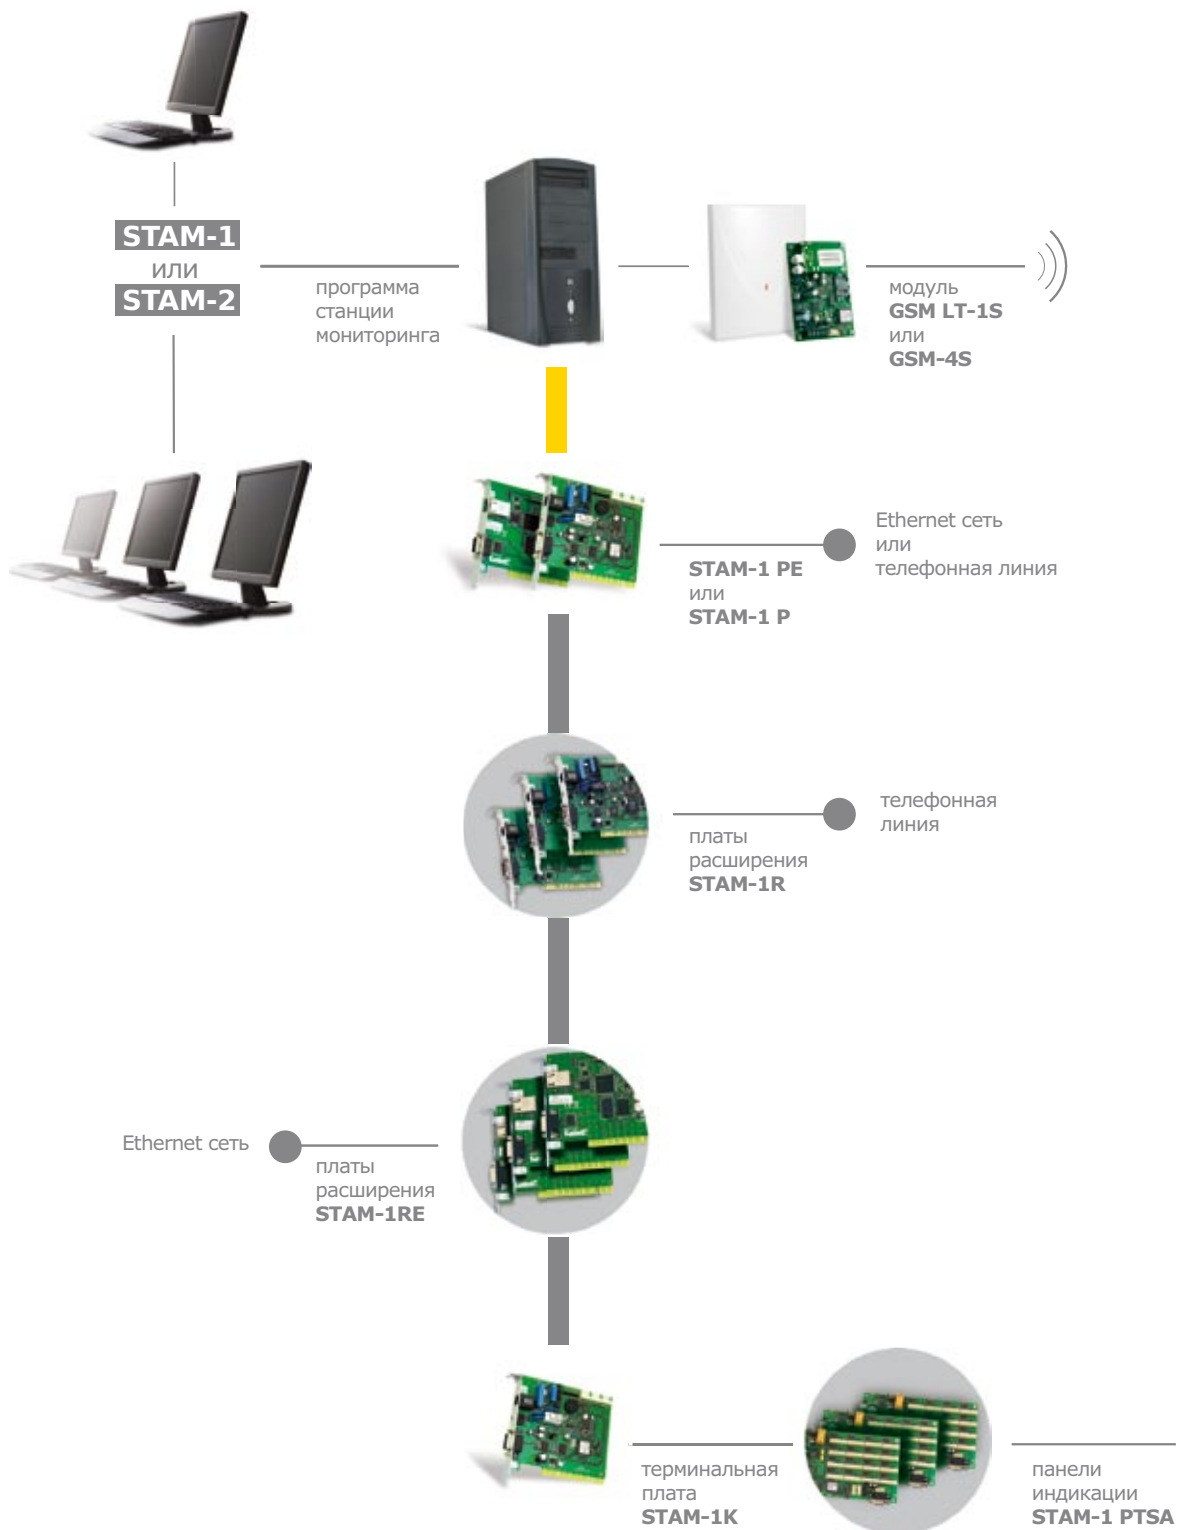 STAM-1
или
STAM-2
программа
станции
мониторинга
модуль
GSM LT-1S
или
GSM-4S
Ethernet сеть
или
телефонная линия
STAM-1 PE
или
STAM-1 P
телефонная
линия
платы
расширения
STAM-1R
Ethernet сеть
платы
расширения
STAM-1RE
терминальная
плата
STAM-1K
панели
индикации
STAM-1 PTSA